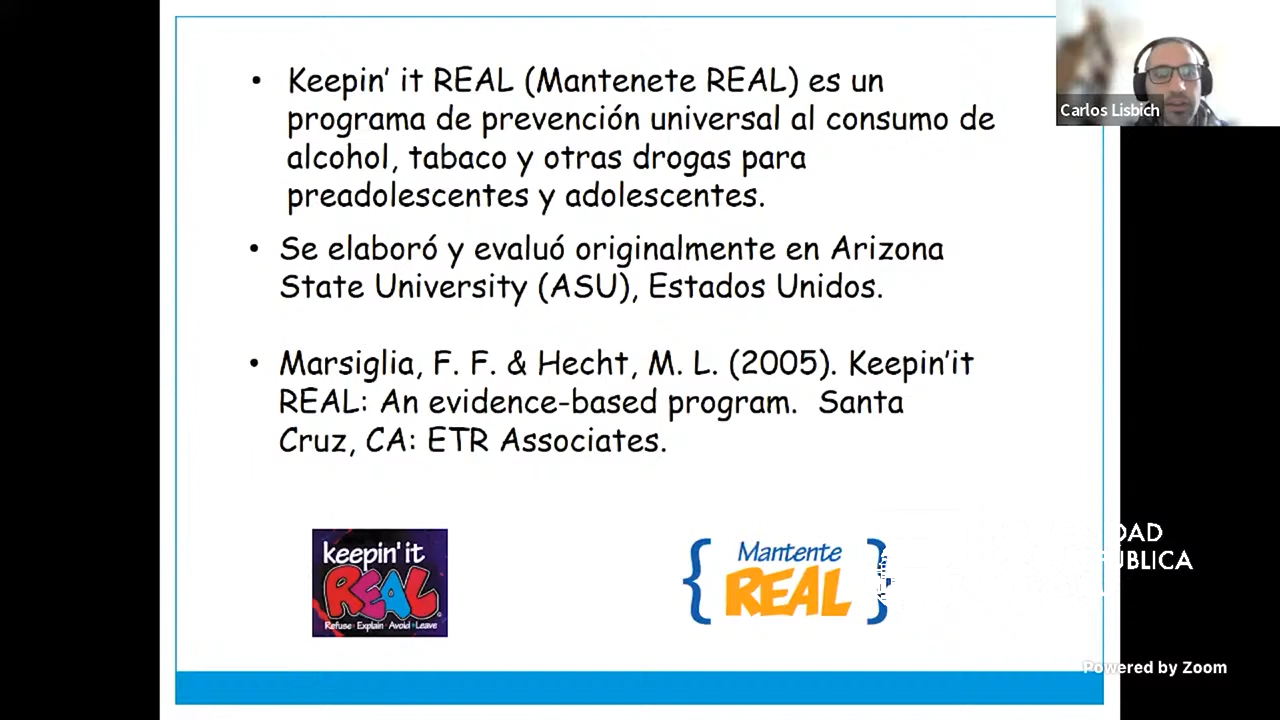 • Keepin’ it REAL (Mantenete REAL) es un
programa de prevención universal al consumo de
alcohol, tabaco y otras drogas para
preadolescentes y adolescentes.
• Se elaboró y evaluó originalmente en Arizona
State University (ASU), Estados Unidos.
• Marsiglia, F. F. & Hecht, M. L. (2005). Keepin’it
REAL: An evidence-based program. Santa
Cruz, CA: ETR Associates.
keepin' it
REAL
Refuse · Explain · Avoid · Leave
{ Mantente
REAL }
Carlos Lisbich
Powered by Zoom